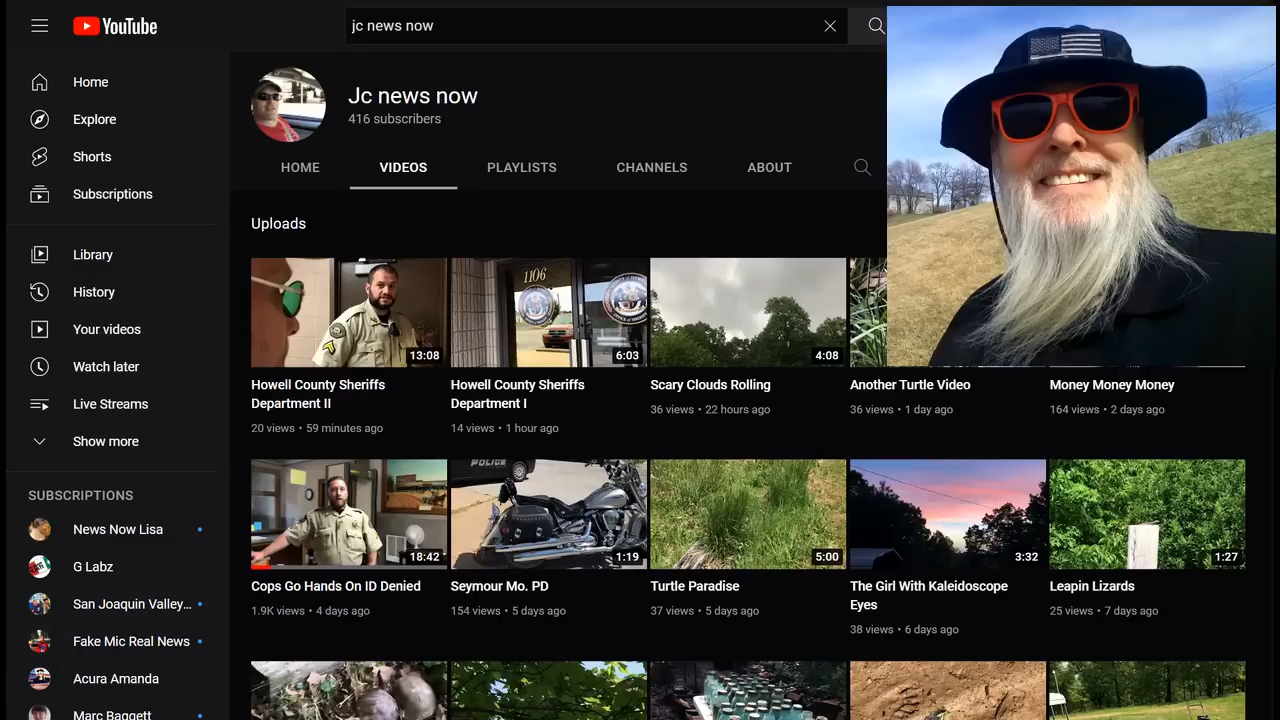 YouTube
jc news now
Home
Explore
Shorts
Subscriptions
Library
History
Your videos
Watch later
Live Streams
Show more
SUBSCRIPTIONS
News Now Lisa
G Labz
San Joaquin Valley...
Fake Mic Real News
Acura Amanda
Marc Baggett
Jc news now
416 subscribers
HOME VIDEOS PLAYLISTS CHANNELS ABOUT
Uploads
13:08
Howell County Sheriffs
Department II
20 views • 59 minutes ago
1106
6:03
Howell County Sheriffs
Department I
14 views • 1 hour ago
4:08
Scary Clouds Rolling
36 views • 22 hours ago
Another Turtle Video
36 views • 1 day ago
Money Money Money
164 views • 2 days ago
18:42
Cops Go Hands On ID Denied
1.9K views • 4 days ago
POLICE
1:19
Seymour Mo. PD
154 views • 5 days ago
5:00
Turtle Paradise
37 views • 5 days ago
3:32
The Girl With Kaleidoscope
Eyes
38 views • 6 days ago
1:27
Leapin Lizards
25 views • 7 days ago